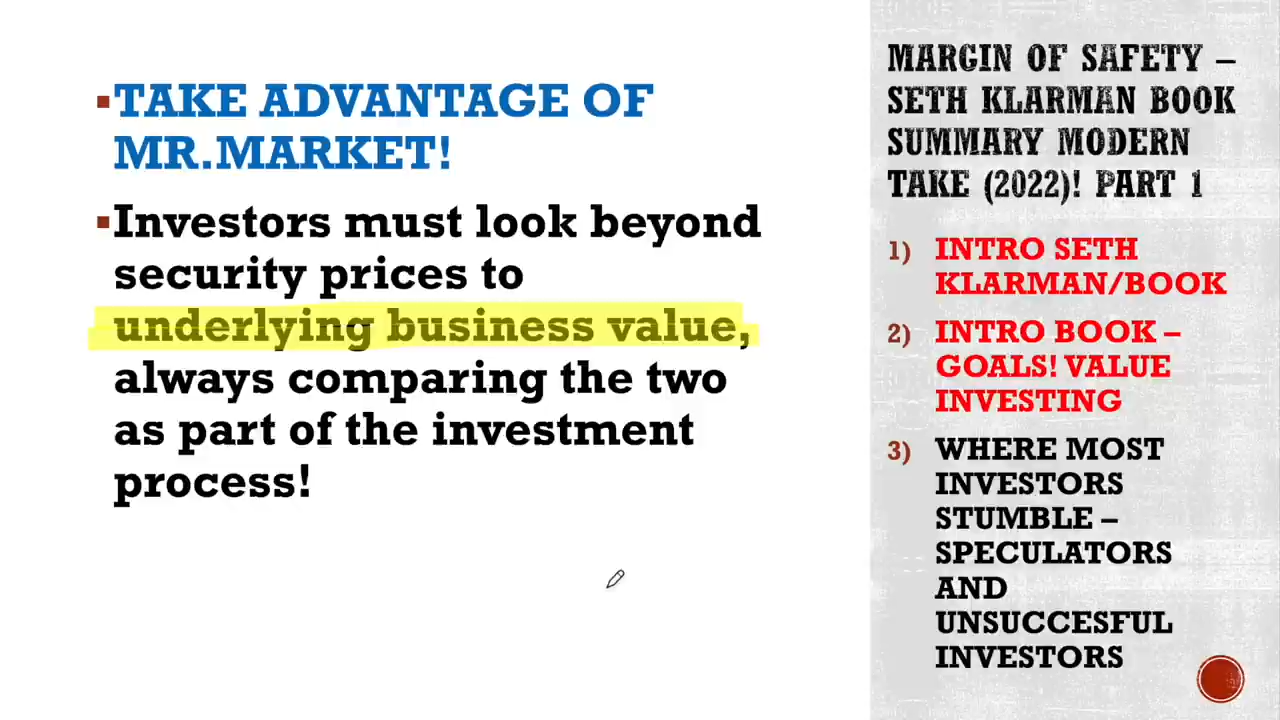 TAKE ADVANTAGE OF
MR.MARKET!
Investors must look beyond
security prices to
underlying business value,
always comparing the two
as part of the investment
process!
MARGIN OF SAFETY –
SETH KLARMAN BOOK
SUMMARY MODERN
TAKE (2022)! PART 1
1) INTRO SETH
KLARMAN/BOOK
2) INTRO BOOK –
GOALS! VALUE
INVESTING
3) WHERE MOST
INVESTORS
STUMBLE –
SPECULATORS
AND
UNSUCCESFUL
INVESTORS